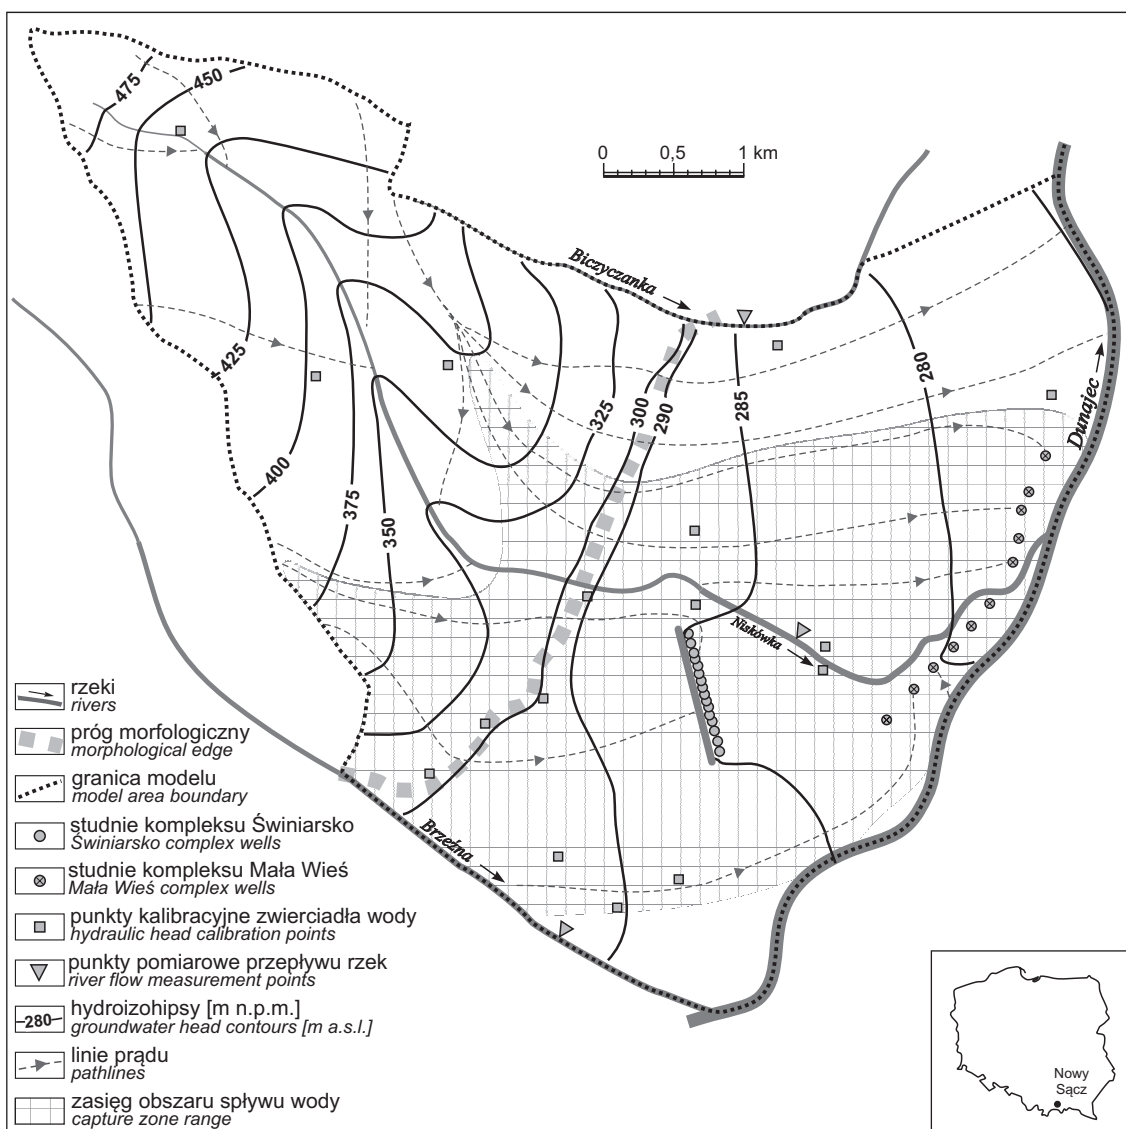 475
450
0
0,5
1 km
Biczyczanka
425
325
300
290
285
280
Dunajec
400
375
350
Niskówka
Brzeźna
rzeki
rivers
próg morfologiczny
morphological edge
granica modelu
model area boundary
studnie kompleksu Świniarsko
Świniarsko complex wells
studnie kompleksu Mała Wieś
Mała Wieś complex wells
punkty kalibracyjne zwierciadła wody
hydraulic head calibration points
punkty pomiarowe przepływu rzek
river flow measurement points
280
hydroizohipsy [m n.p.m.]
groundwater head contours [m a.s.l.]
linie prądu
pathlines
zasięg obszaru spływu wody
capture zone range
Nowy
Sącz